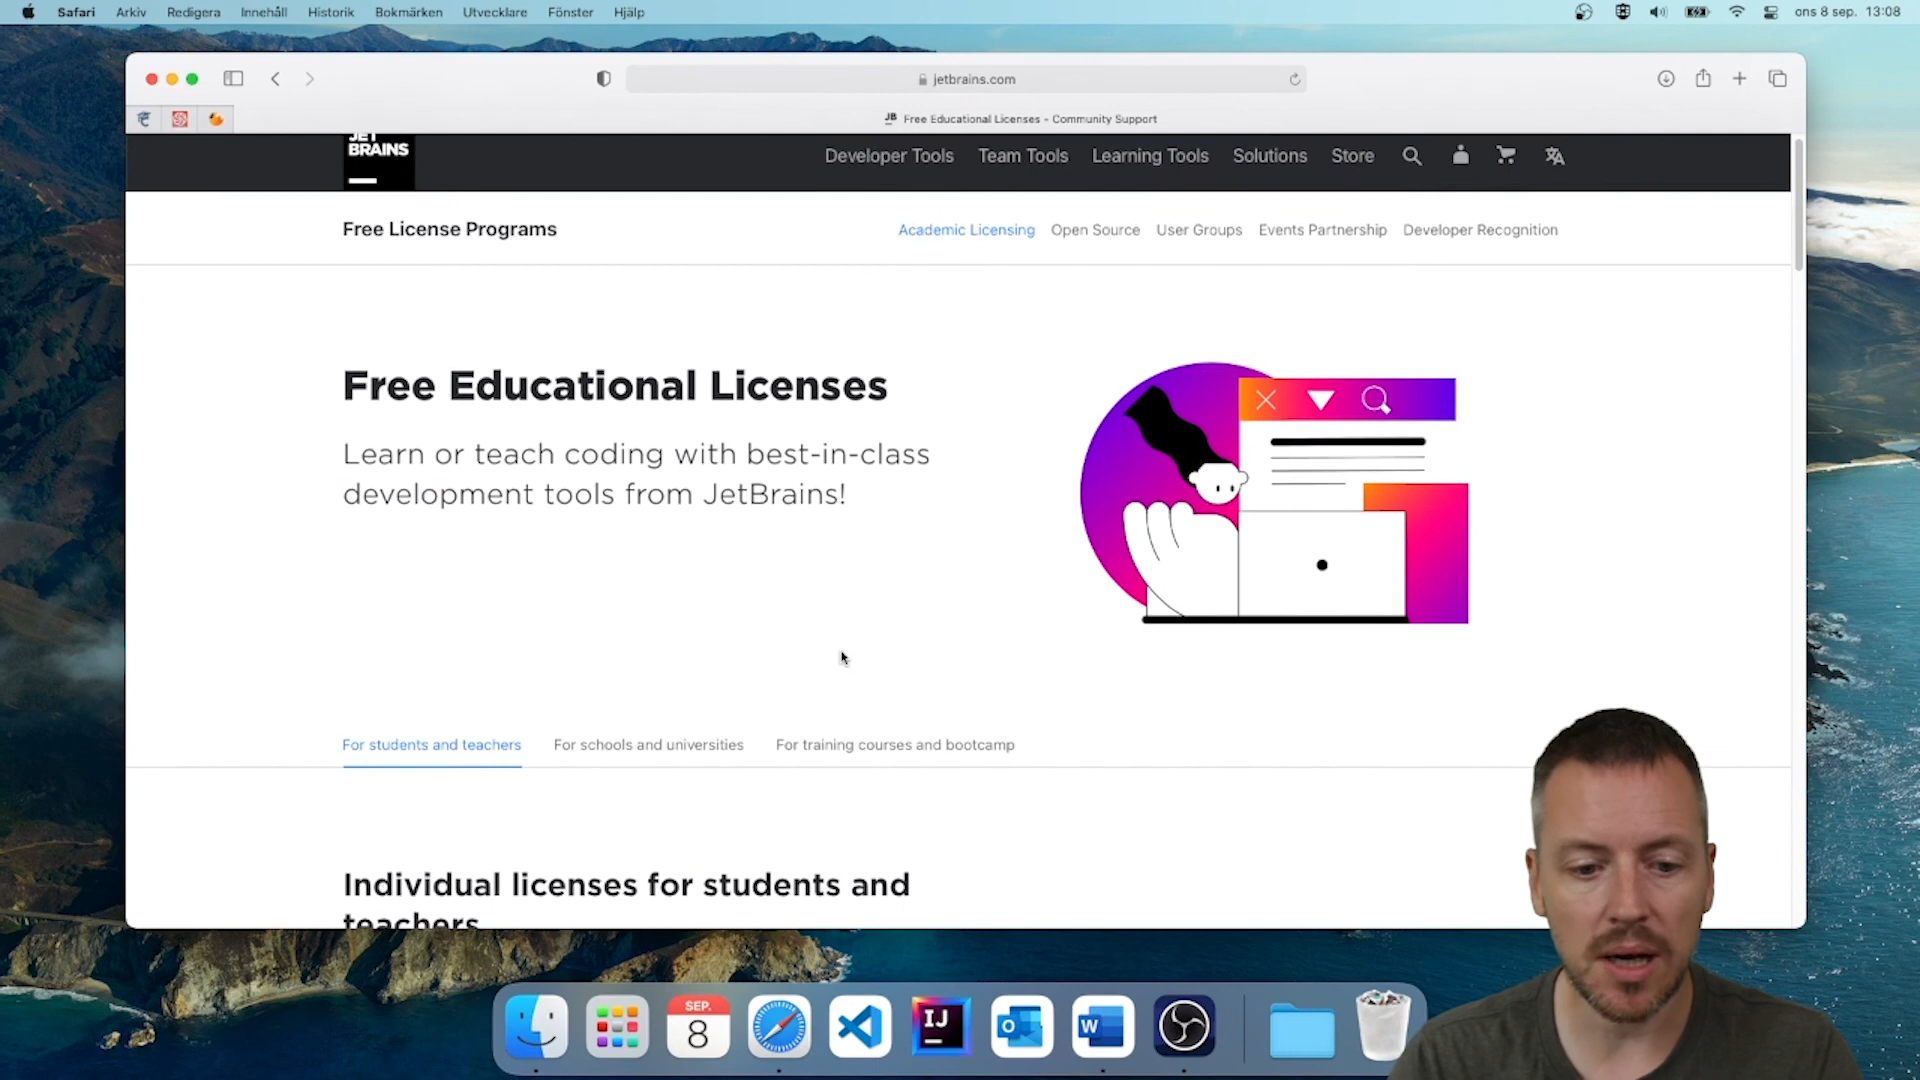 Safari Arkiv Redigera Innehåll Historik Bokmärken Utvecklare Fönster Hjälp ons 8 sep. 13:08
jetbrains.com
Free Educational Licenses - Community Support
JET
BRAINS
Developer Tools Team Tools Learning Tools Solutions Store
Free License Programs
Academic Licensing Open Source User Groups Events Partnership Developer Recognition
Free Educational Licenses
Learn or teach coding with best-in-class
development tools from JetBrains!
For students and teachers For schools and universities For training courses and bootcamp
Individual licenses for students and
teachers
SEP.
8
IJ
O
W